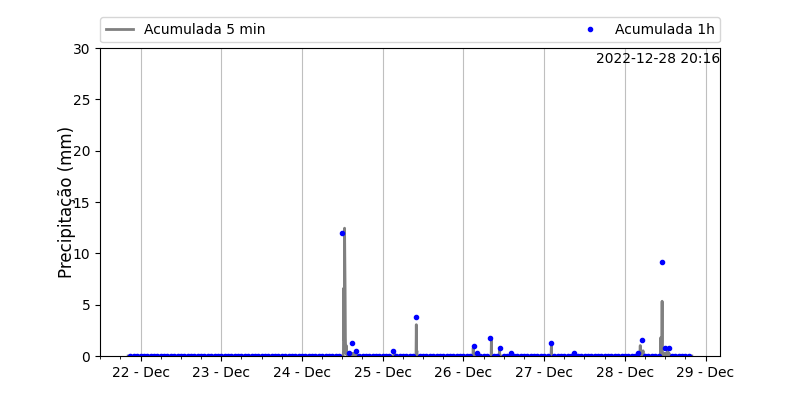 Acumulada 5 min
Acumulada 1h
2022-12-28 20:16
Precipitação (mm)
30
25
20
15
10
5
0
22 - Dec
23 - Dec
24 - Dec
25 - Dec
26 - Dec
27 - Dec
28 - Dec
29 - Dec